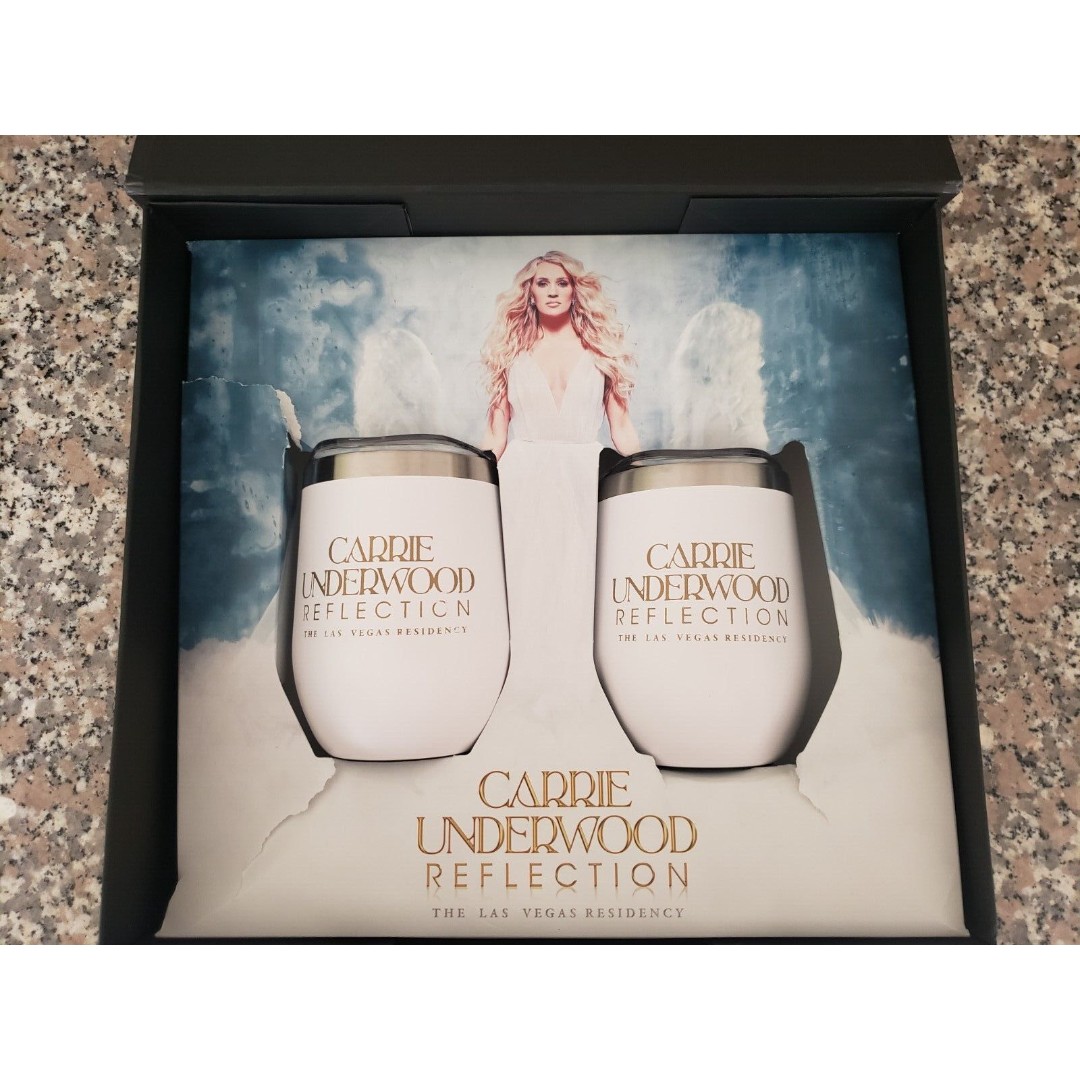 CARRIE
UNDERWOOD
REFLECTION
THE LAS VEGAS RESIDENCY
CARRIE
UNDERWOOD
REFLECTION
THE LAS VEGAS RESIDENCY
CARRIE
UNDERWOOD
REFLECTION
THE LAS VEGAS RESIDENCY